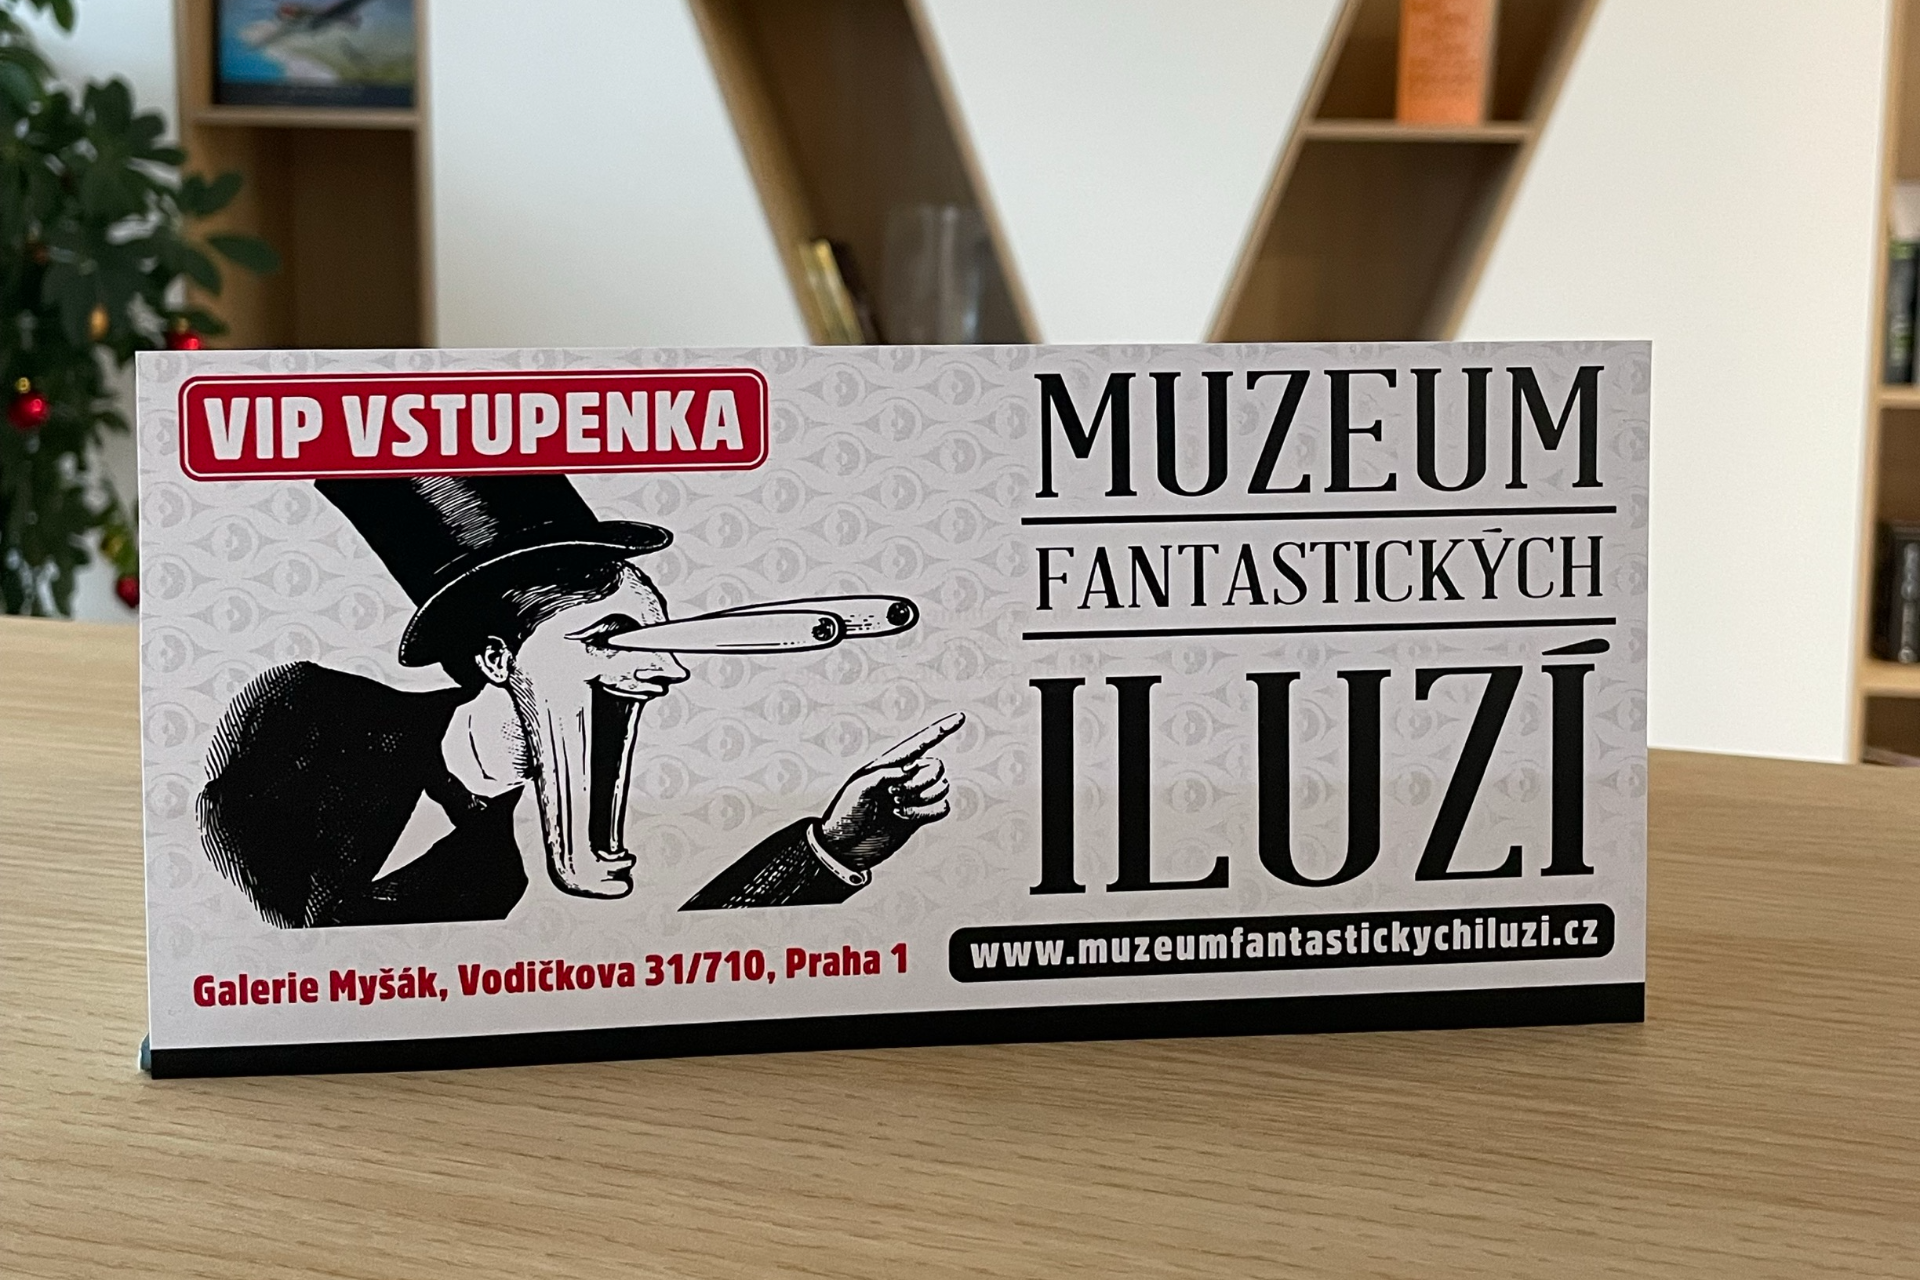 VIP VSTUPENKA
MUZEUM
FANTASTICKÝCH
ILUZÍ
www.muzeumfantastickychiluzi.cz
Galerie Myšák, Vodičkova 31/710, Praha 1